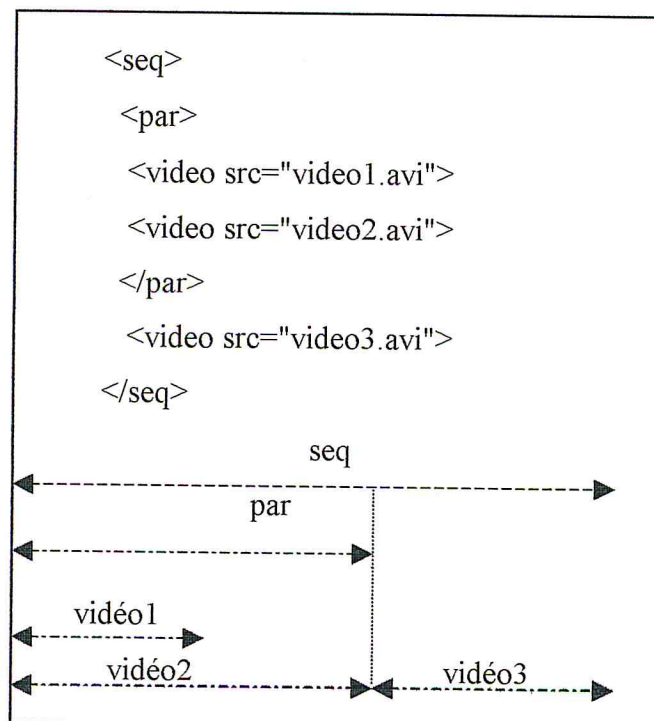 <seq>
<par>
<video src="video1.avi">
<video src="video2.avi">
</par>
<video src="video3.avi">
</seq>
seq
par
vidéo1
vidéo2 vidéo3